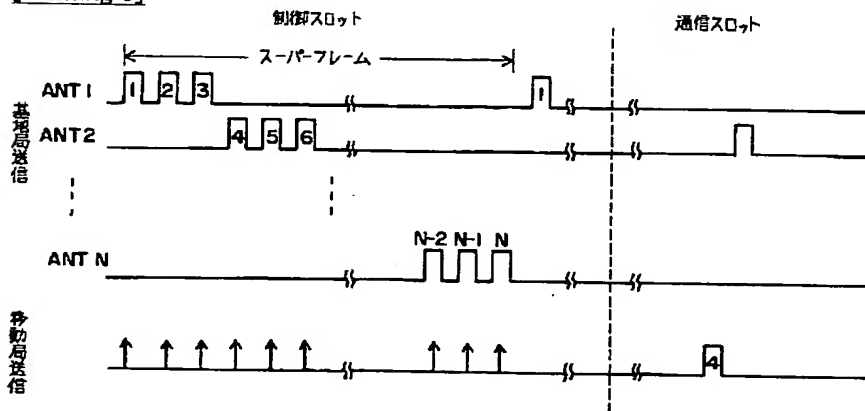 制御スロット
通信スロット
スーパーフレーム
ANT 1
1 2 3
1
基地局送信
ANT 2
4 5 6
N-2 N-1 N
ANT N
移動局送信
4